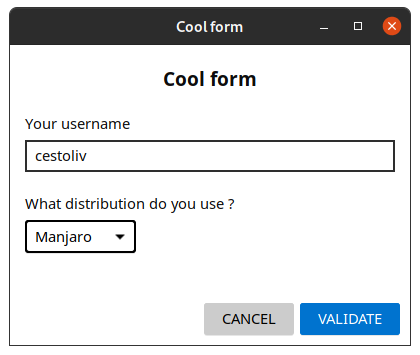 Cool form
Cool form
Your username
cestoliv
What distribution do you use ?
Manjaro
CANCEL VALIDATE